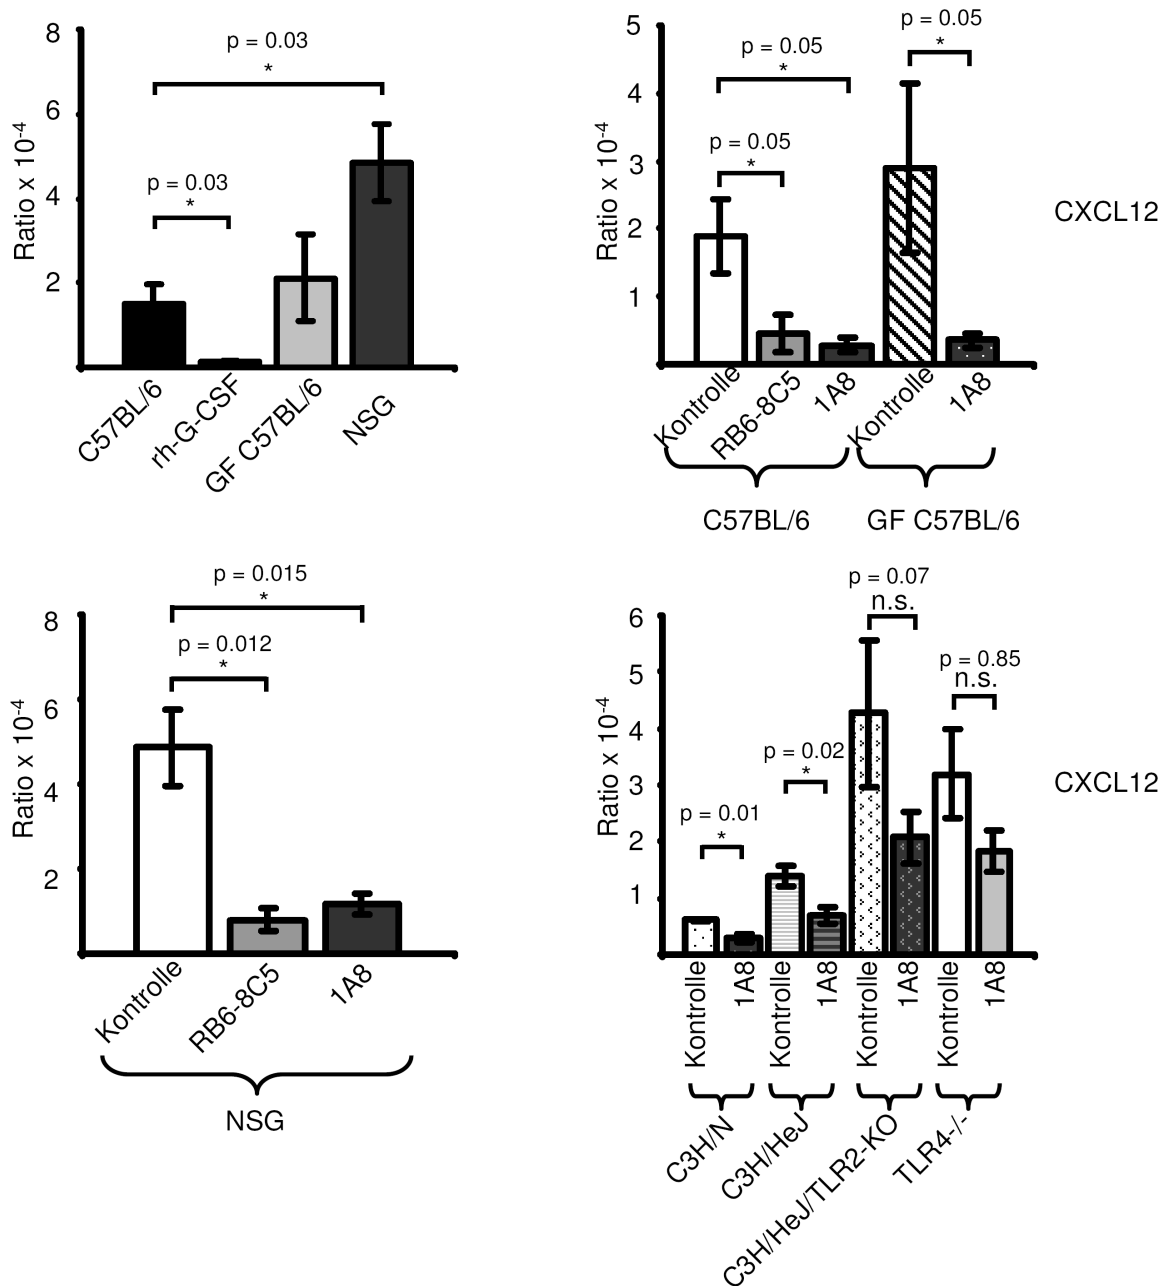 8
6
4
2
Ratio x 10-4
p = 0.03
*
p = 0.03
*
C57BL/6
rh-G-CSF
GF C57BL/6
NSG
5
4
3
2
1
Ratio x 10-4
p = 0.05
*
p = 0.05
*
p = 0.05
*
Kontrolle
RB6-8C5
1A8
Kontrolle
1A8
C57BL/6
GF C57BL/6
CXCL12
8
6
4
2
Ratio x 10-4
p = 0.015
*
p = 0.012
*
Kontrolle
RB6-8C5
1A8
NSG
6
5
4
3
2
1
Ratio x 10-4
p = 0.01
*
p = 0.02
*
p = 0.07
n.s.
p = 0.85
n.s.
Kontrolle
1A8
Kontrolle
1A8
Kontrolle
1A8
Kontrolle
1A8
C3H/N
C3H/HeJ
C3H/HeJ/TLR2-KO
TLR4-/-
CXCL12